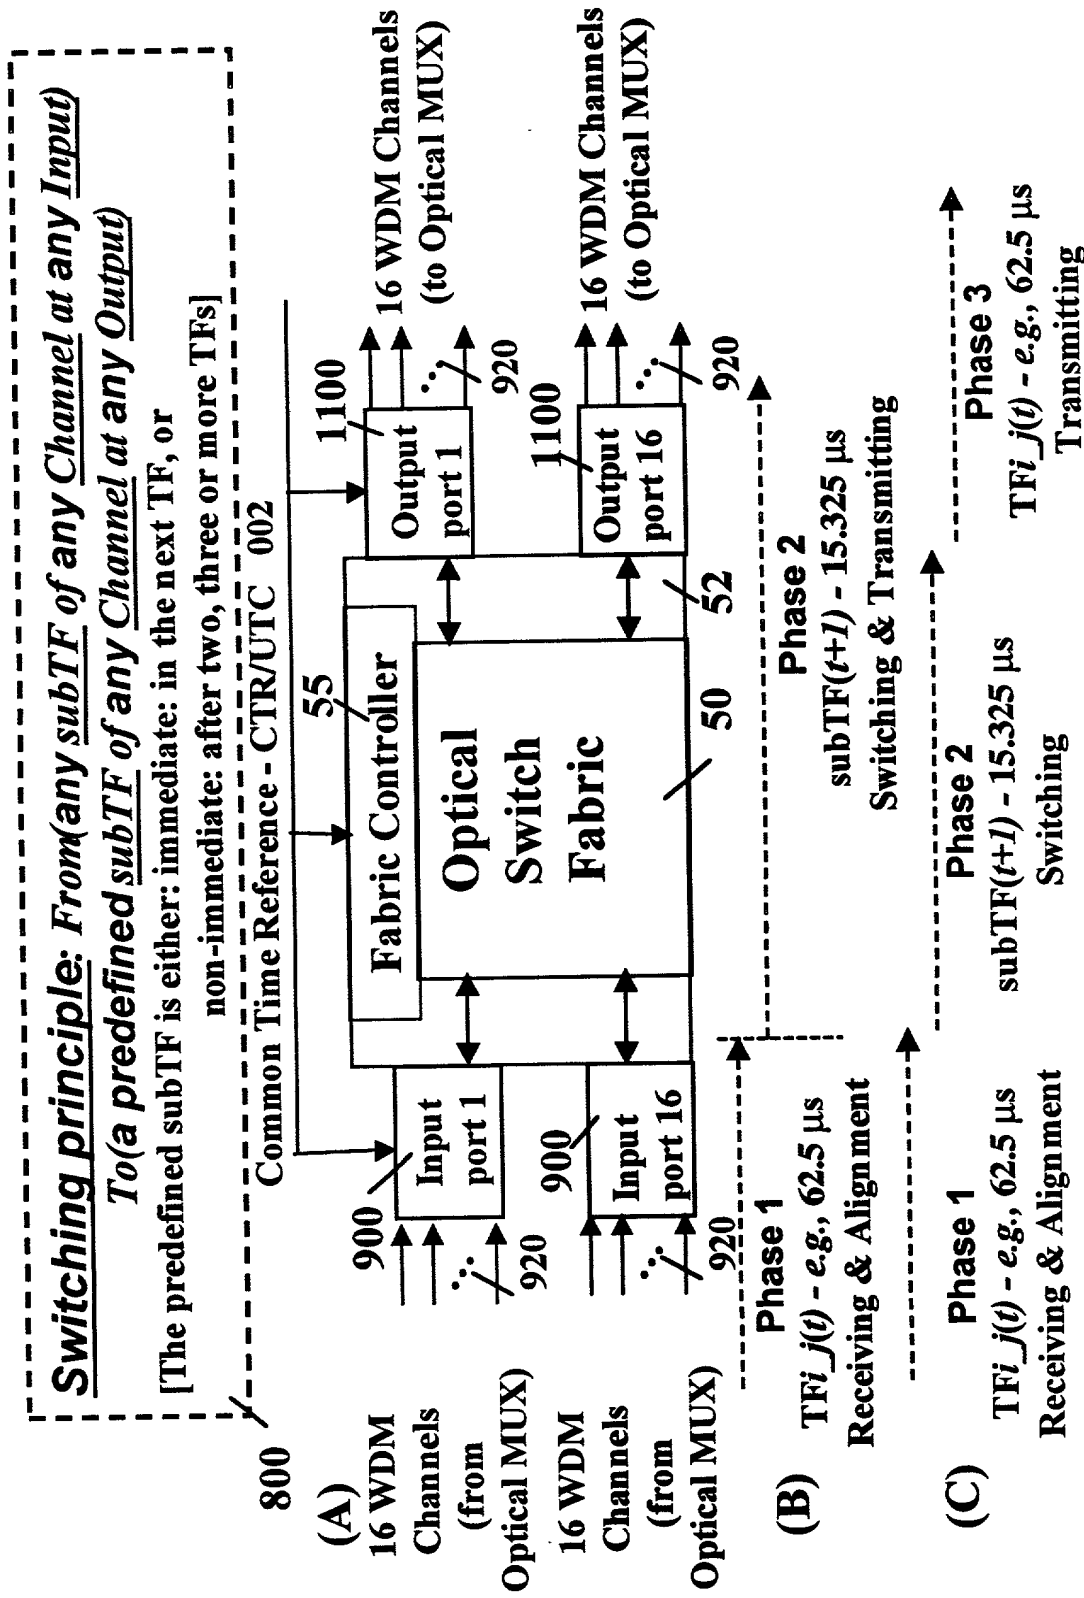 Switching principle: From(any subTF of any Channel at any Input)
To(a predefined subTF of any Channel at any Output)
[The predefined subTF is either: immediate: in the next TF, or
non-immediate: after two, three or more TFs]
800
Common Time Reference - CTR/UTC 002
(A)
16 WDM
Channels
(from
Optical MUX)
16 WDM
Channels
(from
Optical MUX)
900
Input
port 1
920
900
Input
port 16
920
55
Fabric Controller
Optical
Switch
Fabric
50
52
1100
Output
port 1
920
1100
Output
port 16
920
16 WDM Channels
(to Optical MUX)
16 WDM Channels
(to Optical MUX)
(B)
Phase 1
TFi_j(t) - e.g., 62.5 μs
Receiving & Alignment
Phase 2
subTF(t+1) - 15.325 μs
Switching & Transmitting
(C)
Phase 1
TFi_j(t) - e.g., 62.5 μs
Receiving & Alignment
Phase 2
subTF(t+1) - 15.325 μs
Switching
Phase 3
TFi_j(t) - e.g., 62.5 μs
Transmitting